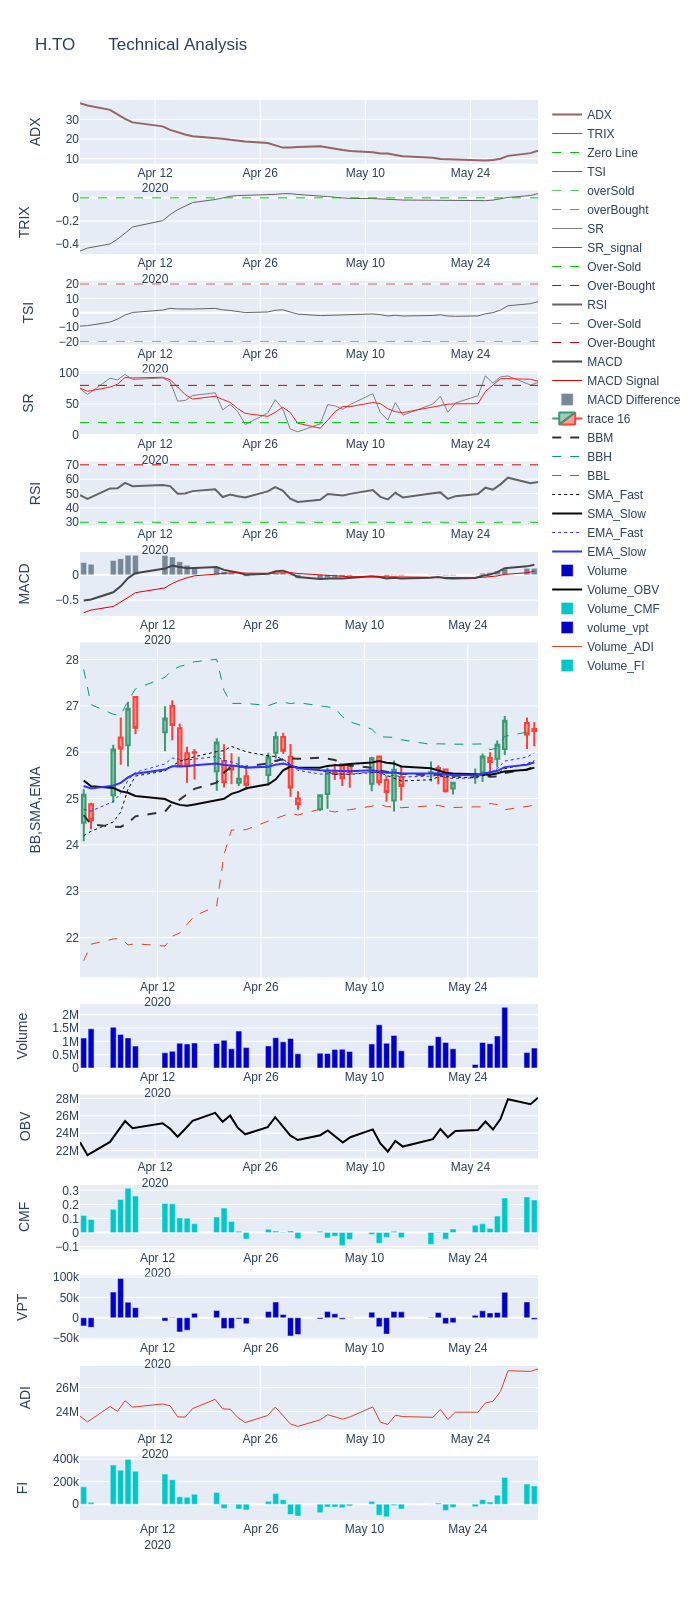 H.TO Technical Analysis
ADX
30
20
10
Apr 12
2020
Apr 26
May 10
May 24
TRIX
0
−0.2
−0.4
Apr 12
2020
Apr 26
May 10
May 24
TSI
20
10
0
−10
−20
Apr 12
2020
Apr 26
May 10
May 24
SR
100
50
0
Apr 12
2020
Apr 26
May 10
May 24
RSI
70
60
50
40
30
Apr 12
2020
Apr 26
May 10
May 24
MACD
0
−0.5
Apr 12
2020
Apr 26
May 10
May 24
BB,SMA,EMA
28
27
26
25
24
23
22
Apr 12
2020
Apr 26
May 10
May 24
Volume
2M
1.5M
1M
0.5M
0
Apr 12
2020
Apr 26
May 10
May 24
OBV
28M
26M
24M
22M
Apr 12
2020
Apr 26
May 10
May 24
CMF
0.3
0.2
0.1
0
−0.1
Apr 12
2020
Apr 26
May 10
May 24
VPT
100k
50k
0
−50k
Apr 12
2020
Apr 26
May 10
May 24
ADI
26M
24M
Apr 12
2020
Apr 26
May 10
May 24
FI
400k
200k
0
Apr 12
2020
Apr 26
May 10
May 24
ADX
TRIX
Zero Line
TSI
overSold
overBought
SR
SR_signal
Over-Sold
Over-Bought
RSI
Over-Sold
Over-Bought
MACD
MACD Signal
MACD Difference
trace 16
BBM
BBH
BBL
SMA_Fast
SMA_Slow
EMA_Fast
EMA_Slow
Volume
Volume_OBV
Volume_CMF
volume_vpt
Volume_ADI
Volume_FI